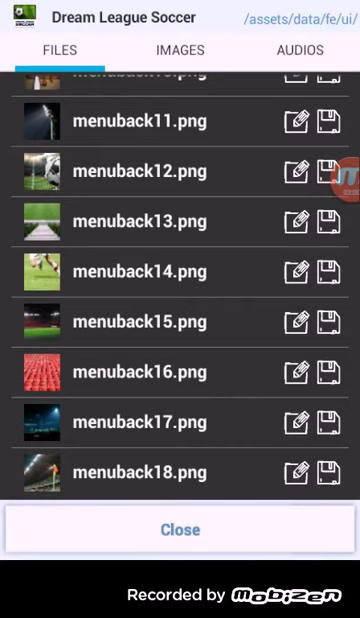 Dream League Soccer /assets/data/fe/ui/
FILES IMAGES AUDIOS
menuback11.png
menuback12.png
menuback13.png
menuback14.png
menuback15.png
menuback16.png
menuback17.png
menuback18.png
Close
Recorded by Mobizen